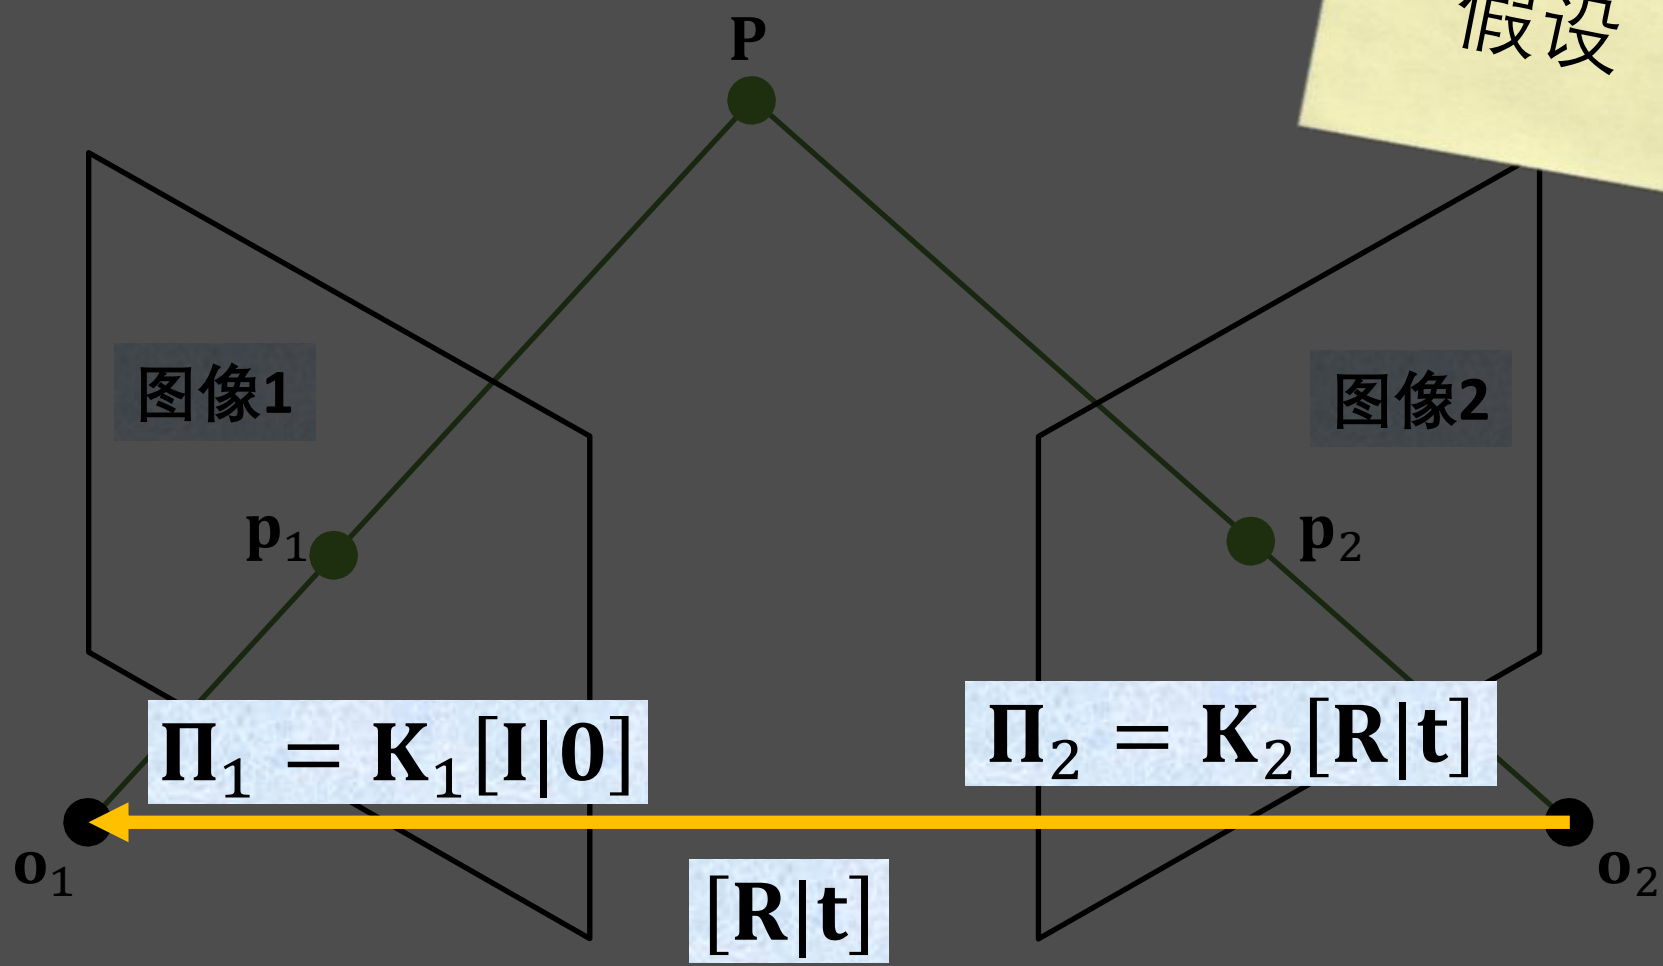 假设
P
图像1
图像2
p₁
p₂
Π₁ = K₁[I|0]
Π₂ = K₂[R|t]
o₁
o₂
[R|t]